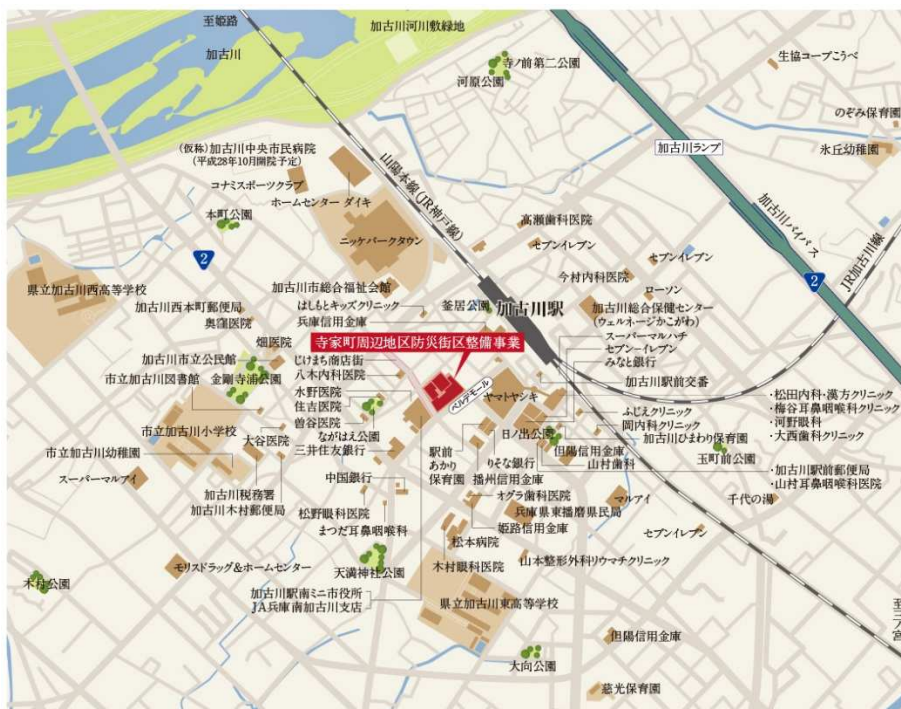 至姫路
加古川
加古川河川敷緑地
寺ノ前第二公園
河原公園
生協コープこうべ
のぞみ保育園
氷丘幼稚園
加古川ランプ
(仮称)加古川中央市民病院
(平成28年10月開院予定)
コナミスポーツクラブ
ホームセンター ダイキ
山陽本線(JR神戸線)
本町公園
ニッケパークタウン
高瀬歯科医院
セブンイレブン
加古川バイパス
JR加古川線
2
2
今村内科医院
セブンイレブン
ローソン
県立加古川西高等学校
加古川市総合福祉会館
釜居公園
加古川駅
加古川総合保健センター
(ウェルネージかこがわ)
加古川西本町郵便局
はしもとキッズクリニック
奥窪医院
兵庫信用金庫
スーパーマルハチ
セブン-イレブン
みなと銀行
畑医院
寺家町周辺地区防災街区整備事業
加古川市立公民館
じけまち商店街
八木内科医院
加古川駅前交番
市立加古川図書館
金剛寺浦公園
水野医院
ベルデモール
ヤマトヤシキ
・松田内科・漢方クリニック
・梅谷耳鼻咽喉科クリニック
・河野眼科
・大西歯科クリニック
住吉医院
曽谷医院
ふじえクリニック
岡内科クリニック
市立加古川小学校
大谷医院
ながはえ公園
日ノ出公園
加古川ひまわり保育園
市立加古川幼稚園
三井住友銀行
駅前
あかり
保育園
りそな銀行
但陽信用金庫
玉町前公園
山村歯科
スーパーマルアイ
中国銀行
播州信用金庫
・加古川駅前郵便局
・山村耳鼻咽喉科医院
加古川税務署
オグラ歯科医院
マルアイ
千代の湯
加古川木村郵便局
松野眼科医院
兵庫県東播磨県民局
まつだ耳鼻咽喉科
姫路信用金庫
セブンイレブン
松本病院
モリスドラッグ&ホームセンター
天満神社公園
木村眼科医院
山本整形外科リウマチクリニック
木村公園
加古川駅南ミニ市役所
JA兵庫南加古川支店
県立加古川東高等学校
至三ノ宮
但陽信用金庫
大向公園
慈光保育園